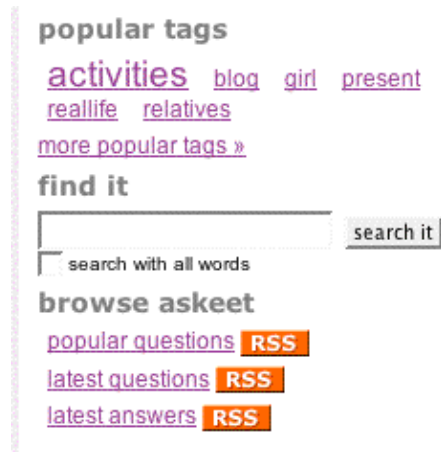 popular tags
activities blog girl present
reallife relatives
more popular tags »
find it
search it
search with all words
browse askeet
popular questions RSS
latest questions RSS
latest answers RSS